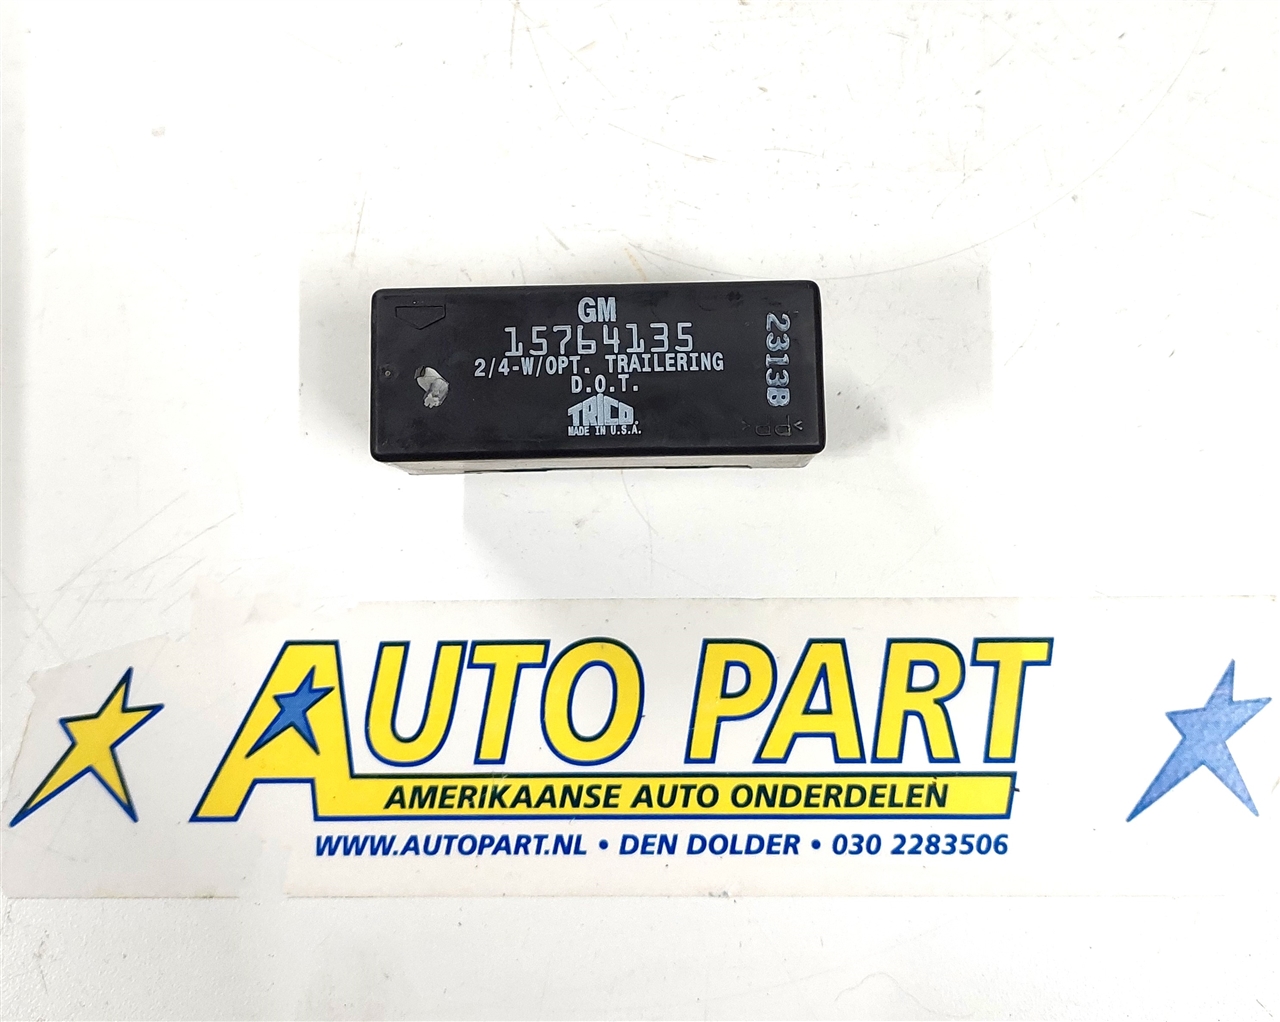 GM
15764135
2/4-W/OPT. TRAILERING
D.O.T.
TRICO
MADE IN U.S.A.
2313B
>PP<
AUTO PART
AMERIKAANSE AUTO ONDERDELEN
WWW.AUTOPART.NL • DEN DOLDER • 030 2283506